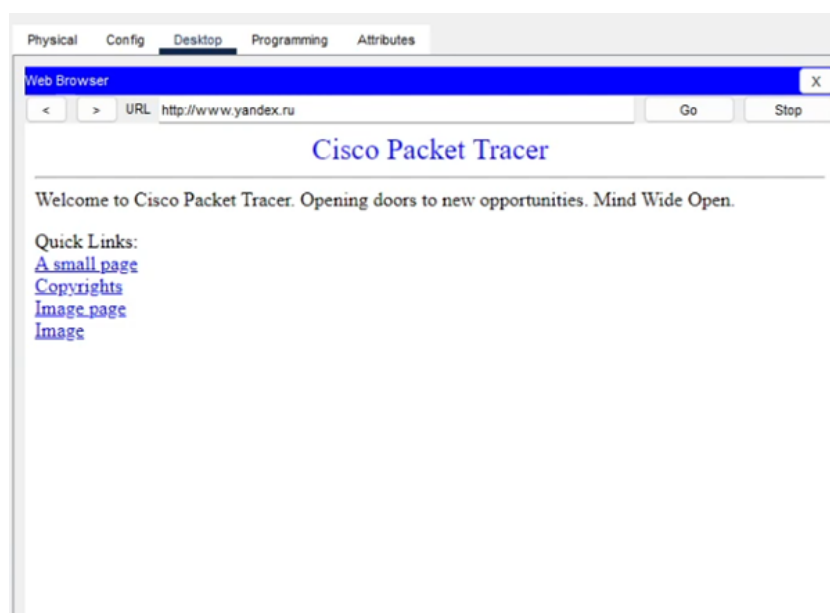 Physical Config Desktop Programming Attributes
Web Browser X
< > URL http://www.yandex.ru Go Stop
Cisco Packet Tracer
Welcome to Cisco Packet Tracer. Opening doors to new opportunities. Mind Wide Open.
Quick Links:
A small page
Copyrights
Image page
Image